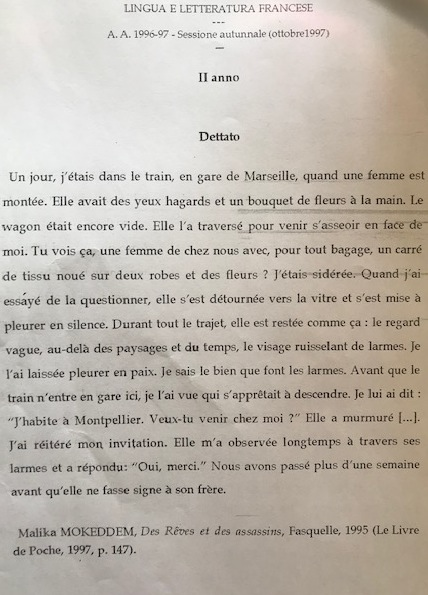 LINGUA E LETTERATURA FRANCESE
---
A. A. 1996-97 - Sessione autunnale (ottobre1997)
—
II anno
Dettato
Un jour, j'étais dans le train, en gare de Marseille, quand une femme est
montée. Elle avait des yeux hagards et un bouquet de fleurs à la main. Le
wagon était encore vide. Elle l'a traversé pour venir s'asseoir en face de
moi. Tu vois ça, une femme de chez nous avec, pour tout bagage, un carré
de tissu noué sur deux robes et des fleurs ? J'étais sidérée. Quand j'ai
essáyé de la questionner, elle s'est détournée vers la vitre et s'est mise à
pleurer en silence. Durant tout le trajet, elle est restée comme ça : le regard
vague, au-delà des paysages et du temps, le visage ruisselant de larmes. Je
l'ai laissée pleurer en paix. Je sais le bien que font les larmes. Avant que le
train n'entre en gare ici, je l'ai vue qui s'apprêtait à descendre. Je lui ai dit :
"J'habite à Montpellier. Veux-tu venir chez moi ?" Elle a murmuré [...].
J'ai réitéré mon invitation. Elle m'a observée longtemps à travers ses
larmes et a répondu: "Oui, merci." Nous avons passé plus d'une semaine
avant qu'elle ne fasse signe à son frère.
Malika MOKEDDEM, Des Rêves et des assassins, Fasquelle, 1995 (Le Livre
de Poche, 1997, p. 147).